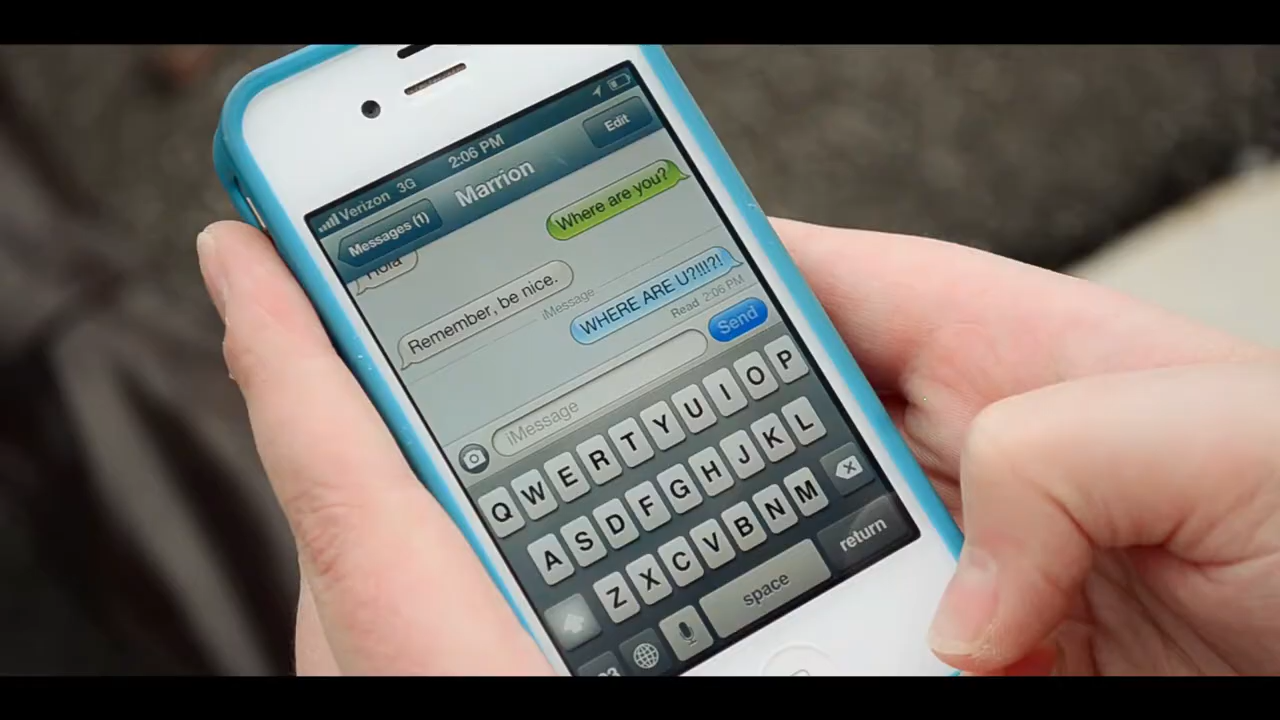 Verizon 3G 2:06 PM
Messages (1) Marrion Edit
Hola
Where are you?
Remember, be nice.
iMessage
WHERE ARE U?!!!?!
Read 2:06 PM
iMessage Send
Q W E R T Y U I O P
A S D F G H J K L
Z X C V B N M
space return